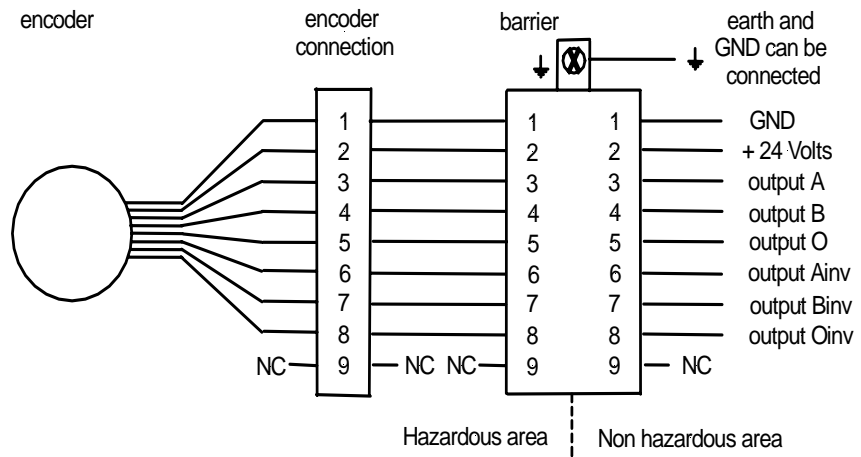 encoder
encoder
connection
barrier
earth and
GND can be
connected
1 1 1 GND
2 2 2 + 24 Volts
3 3 3 output A
4 4 4 output B
5 5 5 output O
6 6 6 output Ainv
7 7 7 output Binv
8 8 8 output Oinv
NC 9 NC NC 9 9 NC
Hazardous area Non hazardous area